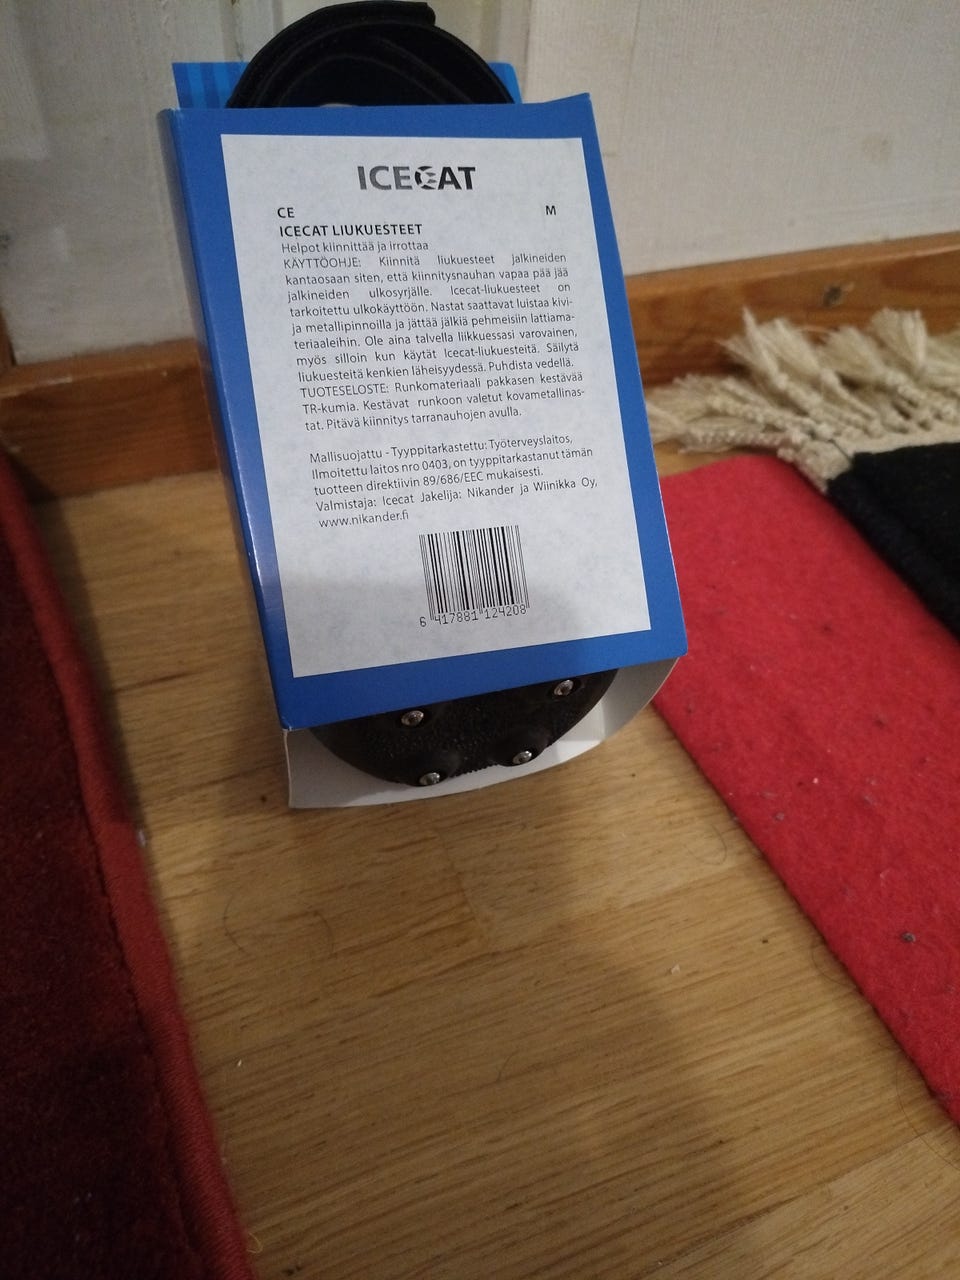 ICECAT
CE M
ICECAT LIUKUESTEET
Helpot kiinnittää ja irrottaa
KÄYTTÖOHJE: Kiinnitä liukuesteet jalkineiden
kantaosaan siten, että kiinnitysnauhan vapaa pää jää
jalkineiden ulkosyrjälle. Icecat-liukuesteet on
tarkoitettu ulkokäyttöön. Nastat saattavat luistaa kivi-
ja metallipinnoilla ja jättää jälkiä pehmeisiin lattiama-
teriaaleihin. Ole aina talvella liikkuessasi varovainen,
myös silloin kun käytät Icecat-liukuesteitä. Säilytä
liukuesteitä kenkien läheisyydessä. Puhdista vedellä.
TUOTESELOSTE: Runkomateriaali pakkasen kestävää
TR-kumia. Kestävät runkoon valetut kovametallinas-
tat. Pitävä kiinnitys tarranauhojen avulla.
Mallisuojattu - Tyyppitarkastettu: Työterveyslaitos,
Ilmoitettu laitos nro 0403, on tyyppitarkastanut tämän
tuotteen direktiivin 89/686/EEC mukaisesti.
Valmistaja: Icecat Jakelija: Nikander ja Wiinikka Oy,
www.nikander.fi
6 417881 124208